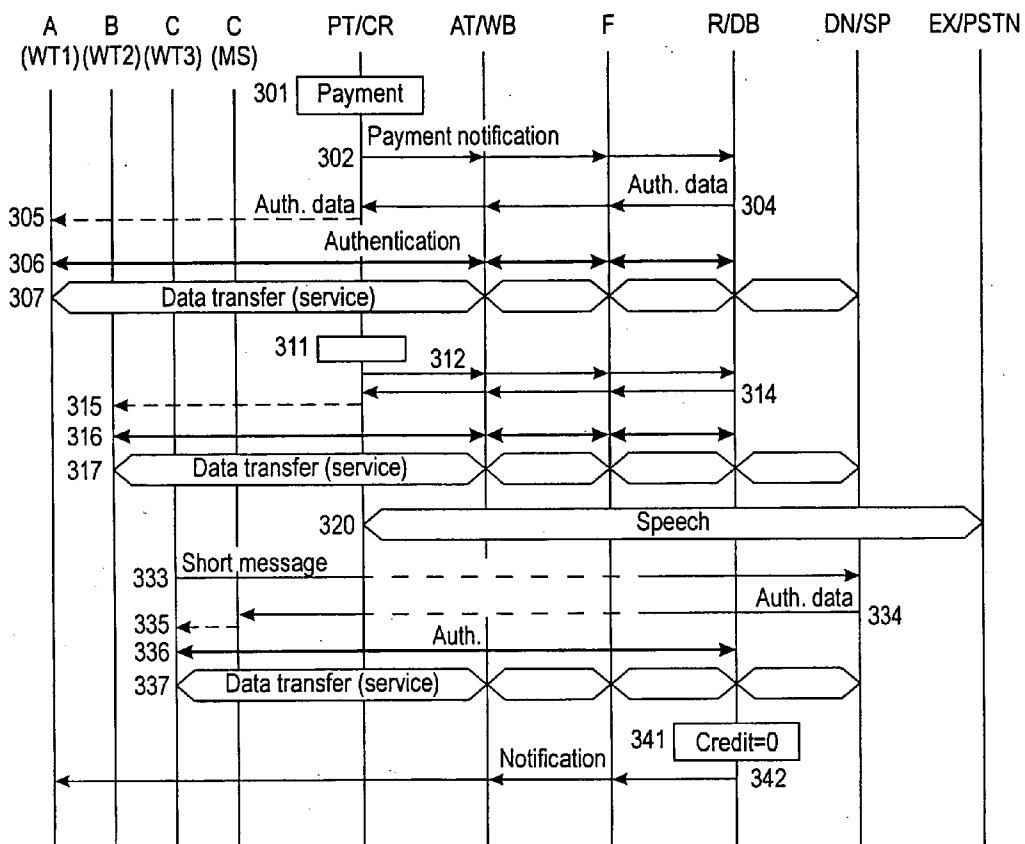 A B C C PT/CR AT/WB F R/DB DN/SP EX/PSTN
(WT1) (WT2) (WT3) (MS)
301 Payment
Payment notification
302
Auth. data Auth. data
305 304
Authentication
306
307 Data transfer (service)
311
312
315 314
316
317 Data transfer (service)
320 Speech
Short message
333
Auth. data
335 334
Auth.
336
337 Data transfer (service)
341 Credit=0
Notification
342